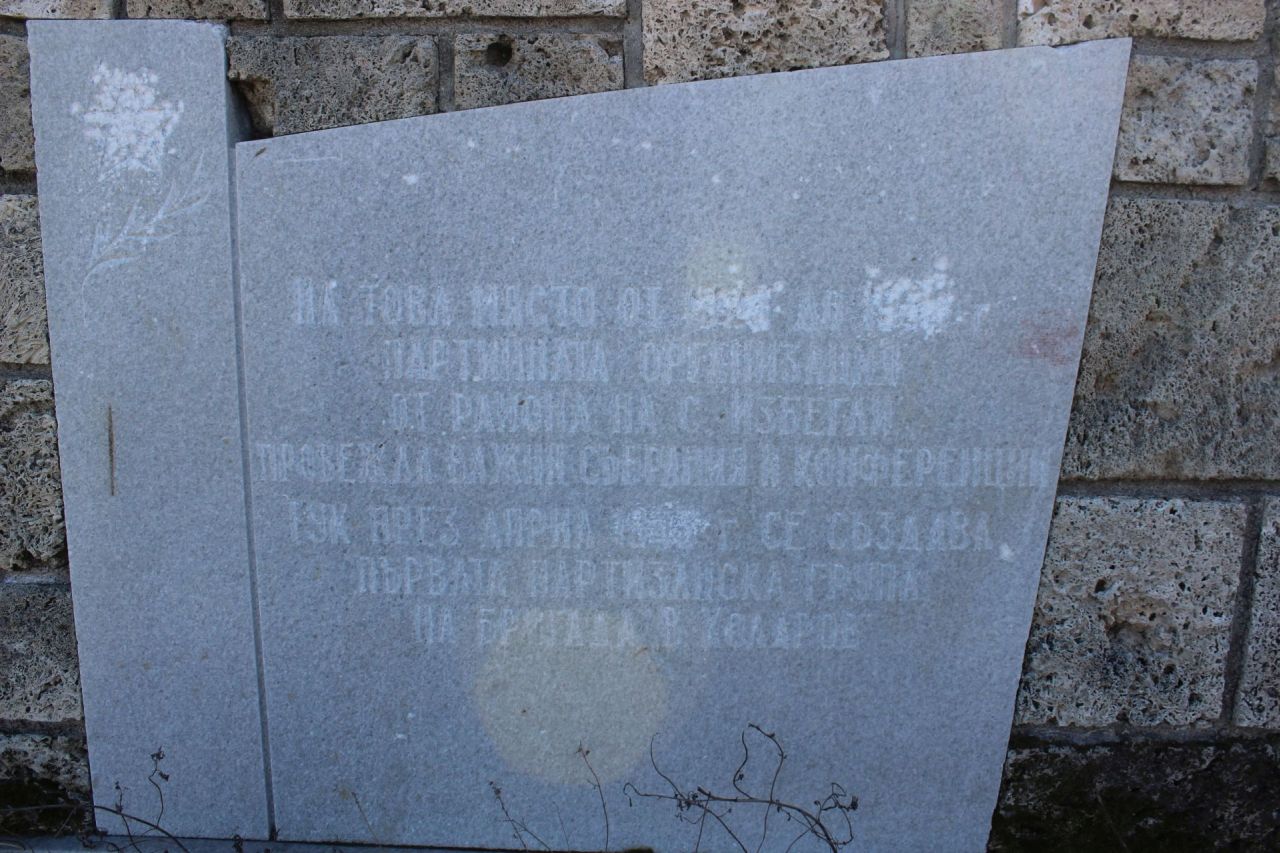 НА ТОВА МЯСТО ОТ ДО Г
ПАРТИЙНАТА ОРГАНИЗАЦИЯ
ОТ РАЙОНА НА С ИЗБЕГЛИ
ПРОВЕЖДА ВАЖНИ СЪБРАНИЯ И КОНФЕРЕНЦИИ
ТУК ПРЕЗ АПРИЛ Г СЕ СЪЗДАВА
ПЪРВАТА ПАРТИЗАНСКА ГРУПА
НА БРИГАДА В ЧОЛАКОВ